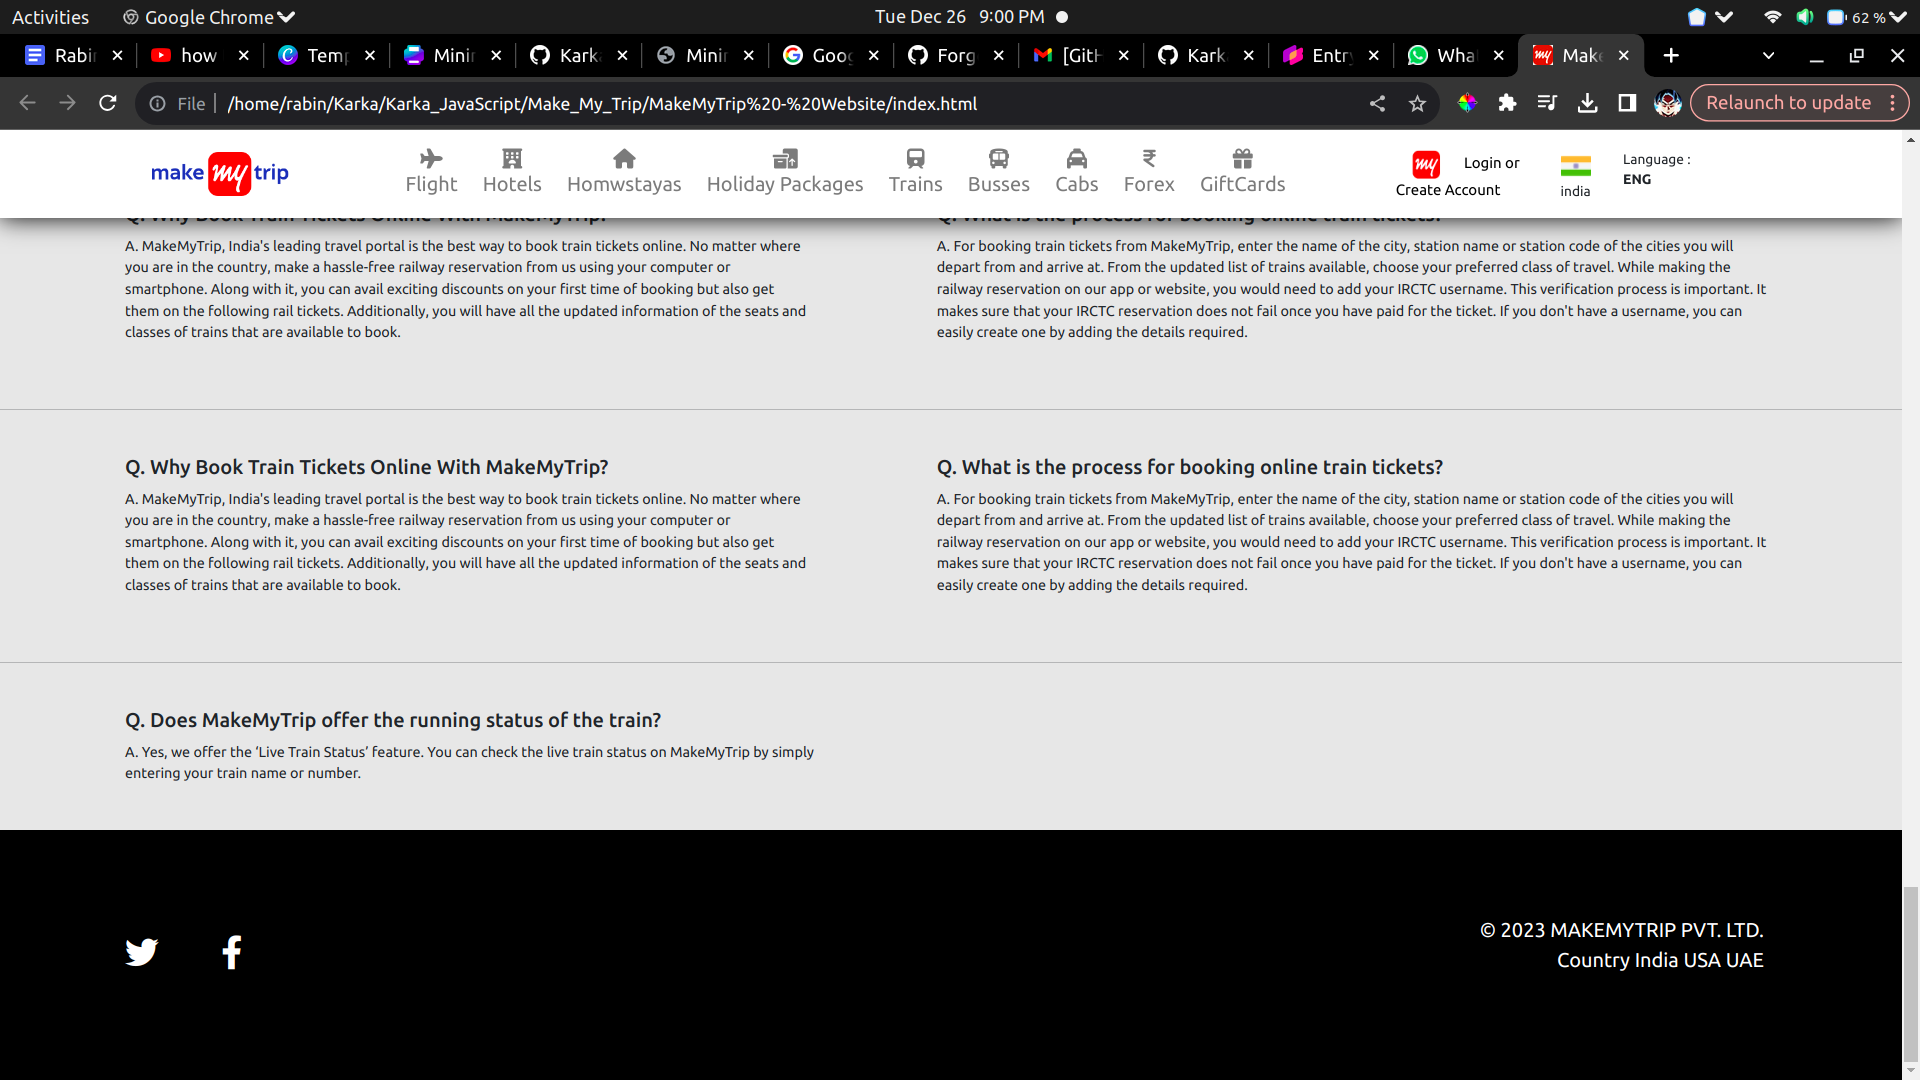 Activities Google Chrome Tue Dec 26 9:00 PM 62 %
Rabi how Temp Mini Kark Mini Goog Forg [Gith Kark Entry Wha Make
File /home/rabin/Karka/Karka_JavaScript/Make_My_Trip/MakeMyTrip%20-%20Website/index.html Relaunch to update
make my trip Flight Hotels Homwstayas Holiday Packages Trains Busses Cabs Forex GiftCards
my Login or
Create Account
india
Language :
ENG
Q. Why Book Train Tickets Online With MakeMyTrip?
A. MakeMyTrip, India's leading travel portal is the best way to book train tickets online. No matter where
you are in the country, make a hassle-free railway reservation from us using your computer or
smartphone. Along with it, you can avail exciting discounts on your first time of booking but also get
them on the following rail tickets. Additionally, you will have all the updated information of the seats and
classes of trains that are available to book.
Q. What is the process for booking online train tickets?
A. For booking train tickets from MakeMyTrip, enter the name of the city, station name or station code of the cities you will
depart from and arrive at. From the updated list of trains available, choose your preferred class of travel. While making the
railway reservation on our app or website, you would need to add your IRCTC username. This verification process is important. It
makes sure that your IRCTC reservation does not fail once you have paid for the ticket. If you don't have a username, you can
easily create one by adding the details required.
Q. Why Book Train Tickets Online With MakeMyTrip?
A. MakeMyTrip, India's leading travel portal is the best way to book train tickets online. No matter where
you are in the country, make a hassle-free railway reservation from us using your computer or
smartphone. Along with it, you can avail exciting discounts on your first time of booking but also get
them on the following rail tickets. Additionally, you will have all the updated information of the seats and
classes of trains that are available to book.
Q. What is the process for booking online train tickets?
A. For booking train tickets from MakeMyTrip, enter the name of the city, station name or station code of the cities you will
depart from and arrive at. From the updated list of trains available, choose your preferred class of travel. While making the
railway reservation on our app or website, you would need to add your IRCTC username. This verification process is important. It
makes sure that your IRCTC reservation does not fail once you have paid for the ticket. If you don't have a username, you can
easily create one by adding the details required.
Q. Does MakeMyTrip offer the running status of the train?
A. Yes, we offer the ‘Live Train Status’ feature. You can check the live train status on MakeMyTrip by simply
entering your train name or number.
© 2023 MAKEMYTRIP PVT. LTD.
Country India USA UAE